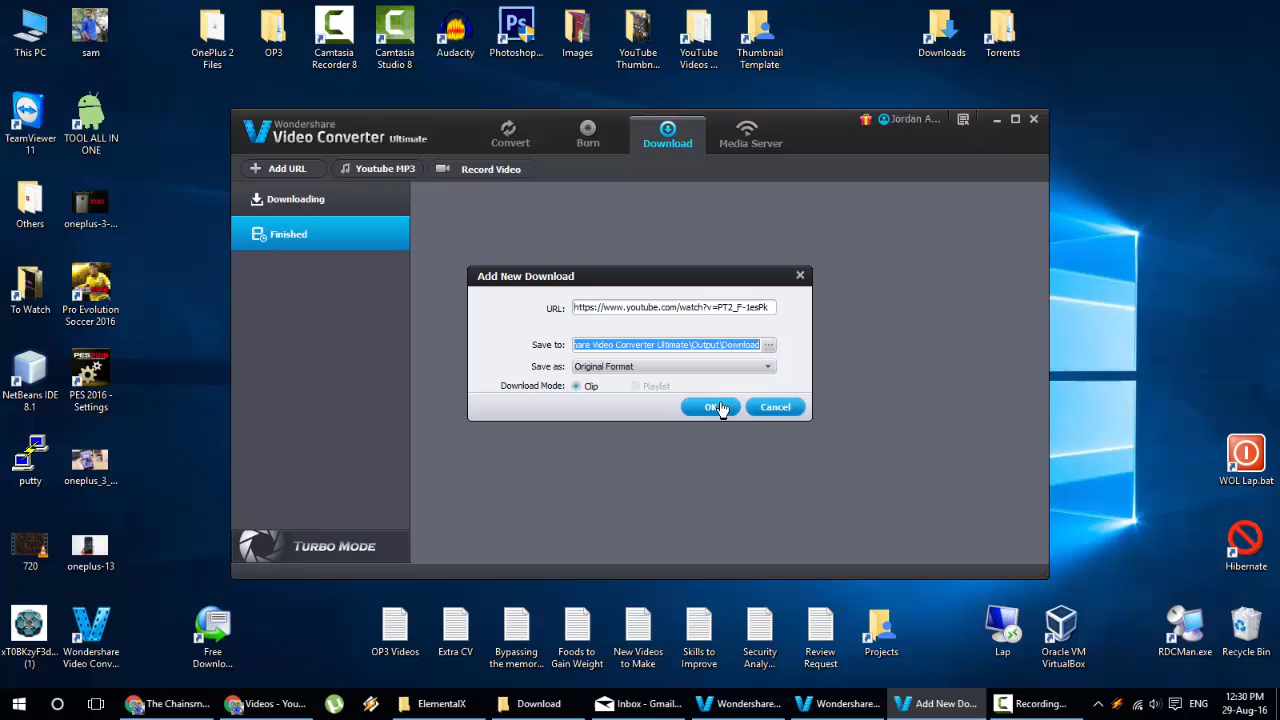 This PC
sam
OnePlus 2
Files
OP3
Camtasia
Recorder 8
Camtasia
Studio 8
Audacity
Photoshop...
Images
YouTube
Thumbn...
YouTube
Videos ...
Thumbnail
Template
Downloads
Torrents
TeamViewer
11
TOOL ALL IN
ONE
Others
oneplus-3-...
To Watch
Pro Evolution
Soccer 2016
NetBeans IDE
8.1
PES 2016 -
Settings
putty
oneplus_3_...
720
oneplus-13
xT0BKzyF3d...
(1)
Wondershare
Video Conv...
Free
Downlo...
OP3 Videos
Extra CV
Bypassing
the memor...
Foods to
Gain Weight
New Videos
to Make
Skills to
Improve
Security
Analy...
Review
Request
Projects
Lap
Oracle VM
VirtualBox
RDCMan.exe
Recycle Bin
WOL Lap.bat
Hibernate
Wondershare
Video Converter Ultimate
Convert
Burn
Download
Media Server
Jordan A...
Add URL
Youtube MP3
Record Video
Downloading
Finished
Add New Download
URL: https://www.youtube.com/watch?v=PT2_F-1esPk
Save to: hare Video Converter Ultimate\Output\Download ...
Save as: Original Format
Download Mode: Clip Playlist
OK Cancel
TURBO MODE
The Chainsm...
Videos - You...
ElementalX
Download
Inbox - Gmail...
Wondershare...
Wondershare...
Add New Do...
Recording...
ENG
12:30 PM
29-Aug-16